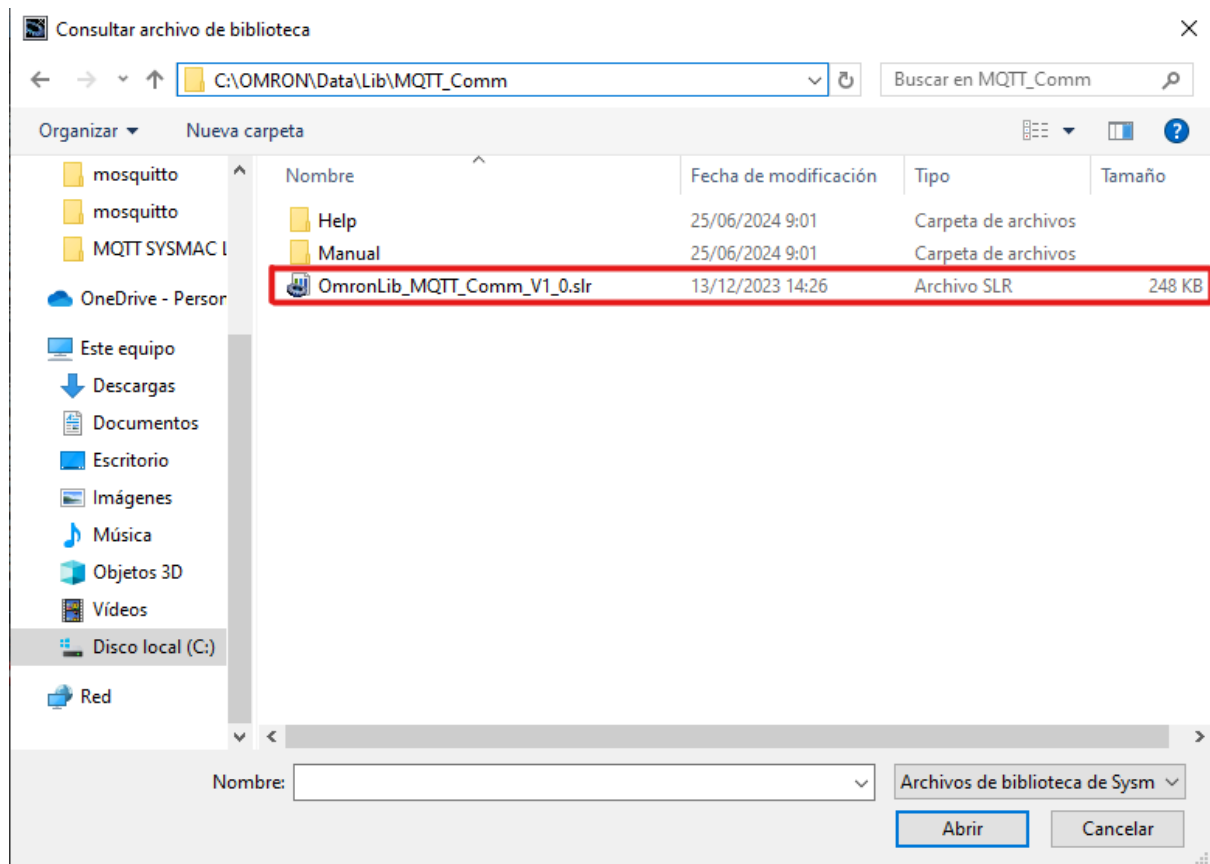 Consultar archivo de biblioteca
C:\OMRON\Data\Lib\MQTT_Comm
Buscar en MQTT_Comm
Organizar Nueva carpeta
Nombre Fecha de modificación Tipo Tamaño
mosquitto
mosquitto
MQTT SYSMAC L
OneDrive - Person
Este equipo
Descargas
Documentos
Escritorio
Imágenes
Música
Objetos 3D
Vídeos
Disco local (C:)
Red
Help 25/06/2024 9:01 Carpeta de archivos
Manual 25/06/2024 9:01 Carpeta de archivos
OmronLib_MQTT_Comm_V1_0.slr 13/12/2023 14:26 Archivo SLR 248 KB
Nombre:
Archivos de biblioteca de Sysm
Abrir Cancelar